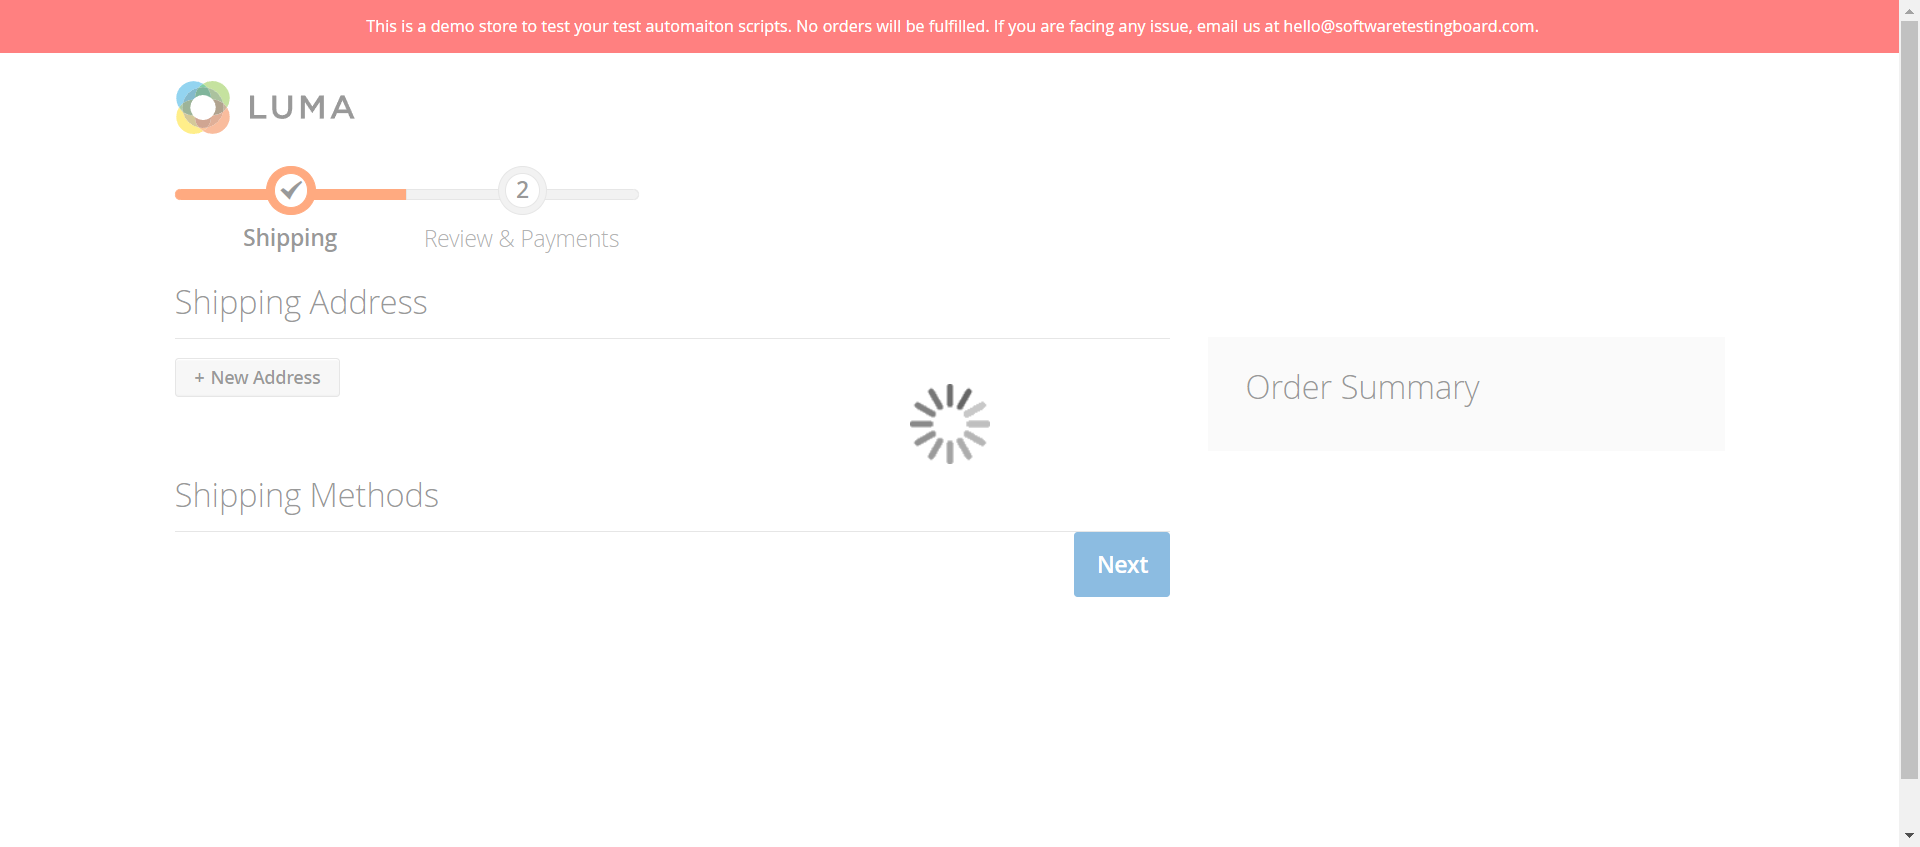 This is a demo store to test your test automaiton scripts. No orders will be fulfilled. If you are facing any issue, email us at hello@softwaretestingboard.com.
LUMA
2
Shipping
Review & Payments
Shipping Address
+ New Address
Order Summary
Shipping Methods
Next